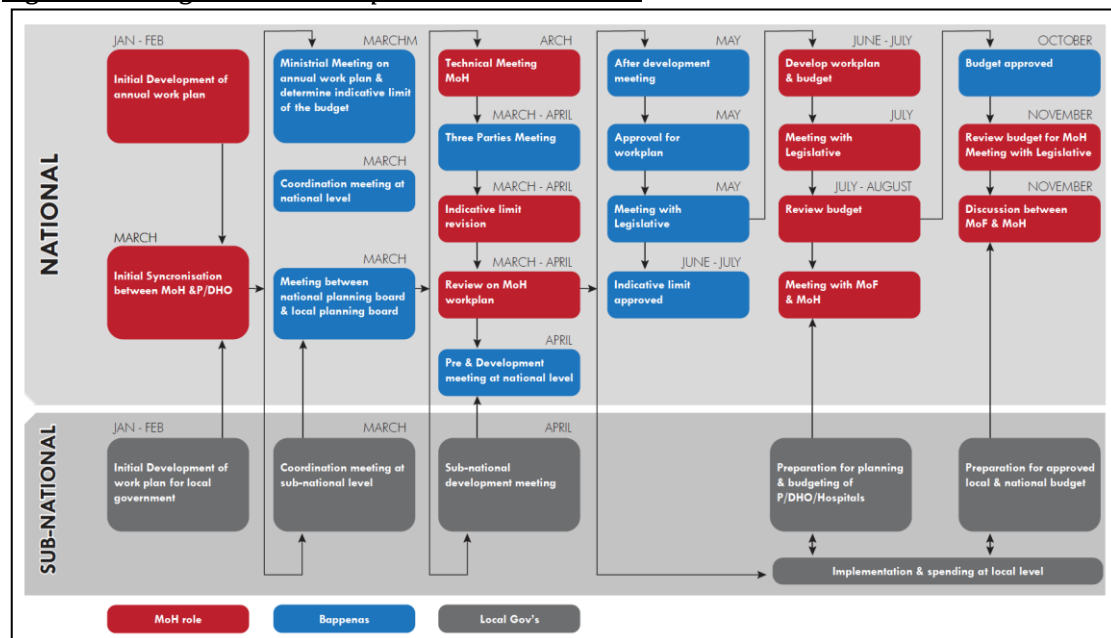 NATIONAL
JAN - FEB
Initial Development of
annual work plan
MARCH
Initial Syncronisation
between MoH &P/DHO
MARCHM
Ministrial Meeting on
annual work plan &
determine indicative limit
of the budget
MARCH
Coordination meeting at
national level
MARCH
Meeting between
national planning board
& local planning board
ARCH
Technical Meeting
MoH
MARCH - APRIL
Three Parties Meeting
MARCH - APRIL
Indicative limit
revision
MARCH - APRIL
Review on MoH
workplan
APRIL
Pre & Development
meeting at national level
MAY
After development
meeting
MAY
Approval for
workplan
MAY
Meeting with
Legislative
JUNE - JULY
Indicative limit
approved
JUNE - JULY
Develop workplan
& budget
JULY
Meeting with
Legislative
JULY - AUGUST
Review budget
Meeting with MoF
& MoH
OCTOBER
Budget approved
NOVEMBER
Review budget for MoH
Meeting with Legislative
NOVEMBER
Discussion between
MoF & MoH
SUB-NATIONAL
JAN - FEB
Initial Development of
work plan for local
government
MARCH
Coordination meeting at
sub-national level
APRIL
Sub-national
development meeting
Preparation for planning
& budgeting of
P/DHO/Hospitals
Preparation for approved
local & national budget
Implementation & spending at local level
MoH role
Bappenas
Local Gov's